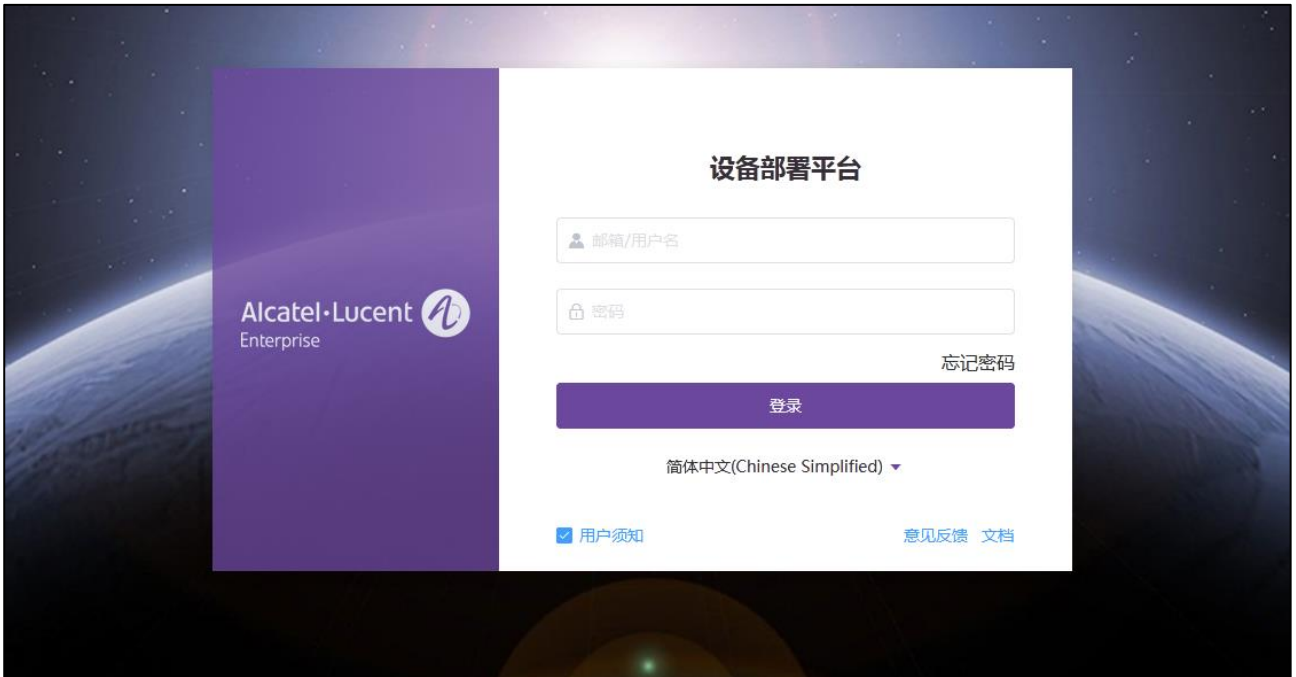 Alcatel·Lucent
Enterprise
设备部署平台
邮箱/用户名
密码
忘记密码
登录
简体中文(Chinese Simplified)
用户须知
意见反馈 文档